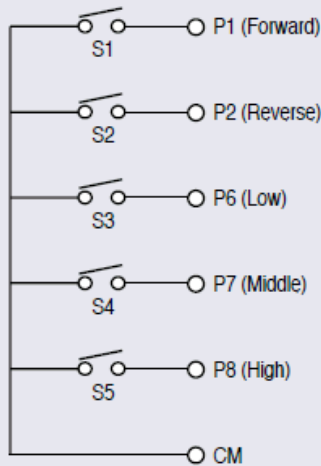 P1 (Forward)
S1
P2 (Reverse)
S2
P6 (Low)
S3
P7 (Middle)
S4
P8 (High)
S5
CM